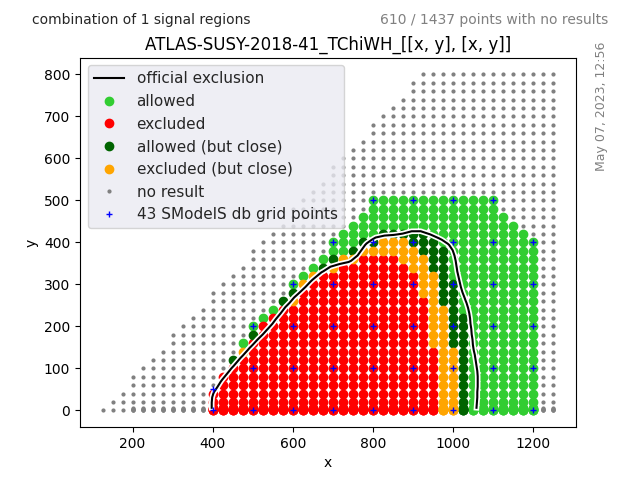 combination of 1 signal regions
610 / 1437 points with no results
ATLAS-SUSY-2018-41_TChiWH_[[x, y], [x, y]]
May 07, 2023, 12:56
official exclusion
allowed
excluded
allowed (but close)
excluded (but close)
no result
43 SModelS db grid points
y
800
700
600
500
400
300
200
100
0
200
400
600
800
1000
1200
x